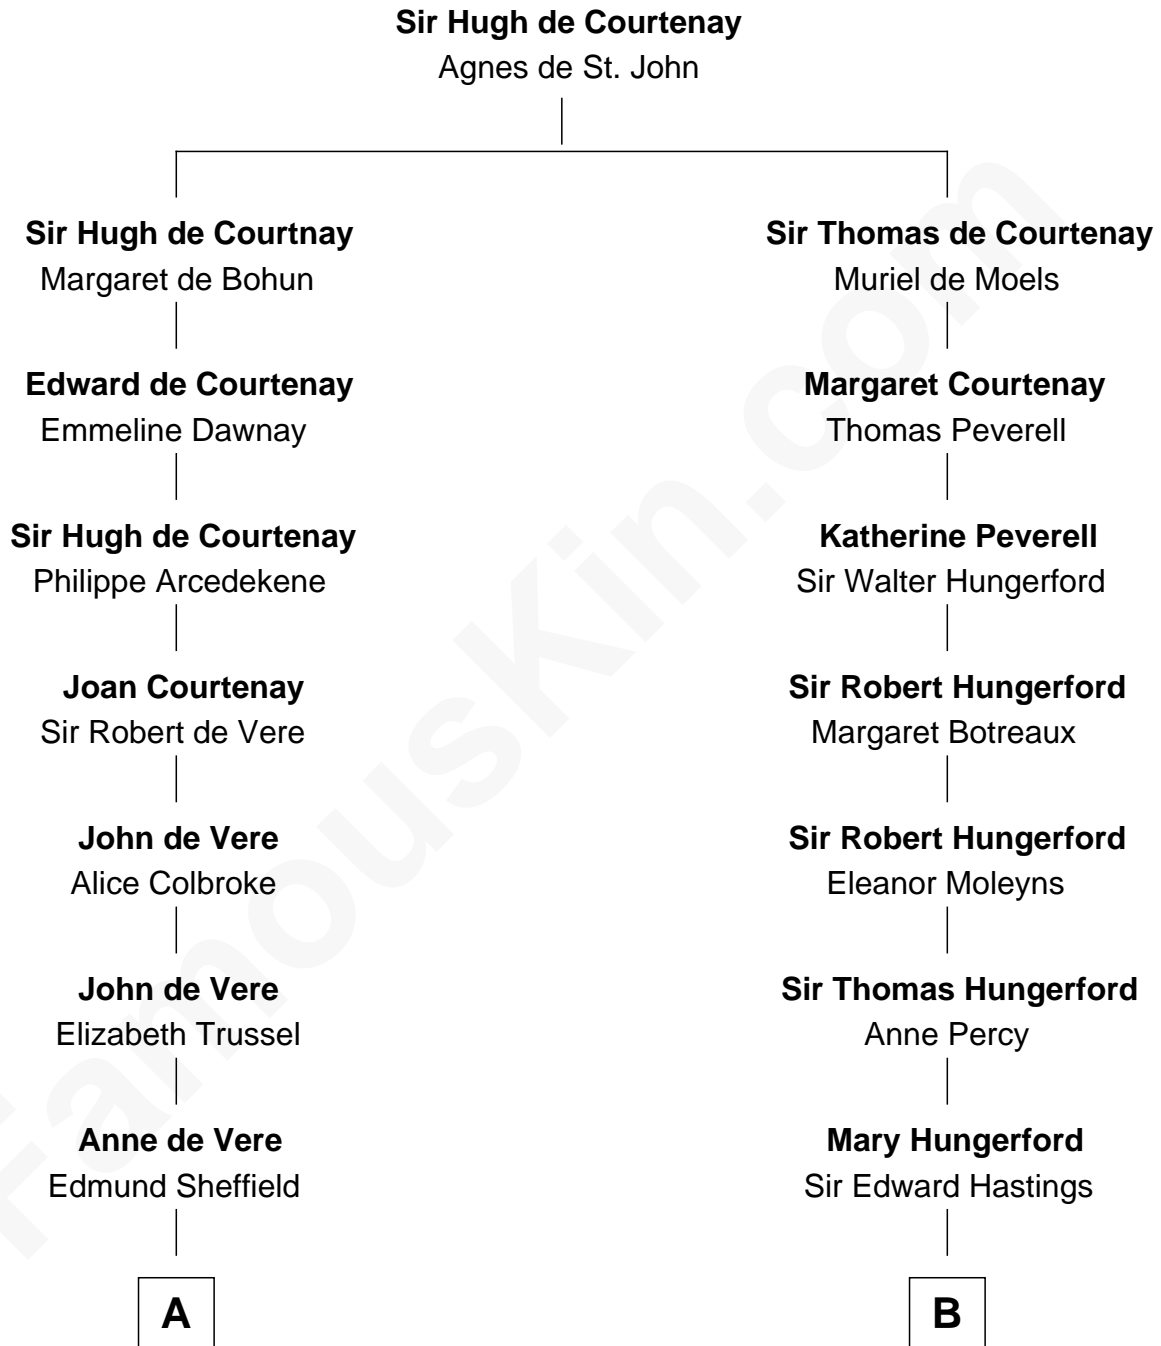 Sir Hugh de Courtenay
Agnes de St. John
Sir Hugh de Courtnay
Margaret de Bohun
Sir Thomas de Courtenay
Muriel de Moels
Edward de Courtenay
Emmeline Dawnay
Margaret Courtenay
Thomas Peverell
Sir Hugh de Courtenay
Philippe Arcedekene
Katherine Peverell
Sir Walter Hungerford
Joan Courtenay
Sir Robert de Vere
Sir Robert Hungerford
Margaret Botreaux
John de Vere
Alice Colbroke
Sir Robert Hungerford
Eleanor Moleyns
John de Vere
Elizabeth Trussel
Sir Thomas Hungerford
Anne Percy
Anne de Vere
Edmund Sheffield
Mary Hungerford
Sir Edward Hastings
A
B
FamousKin.com